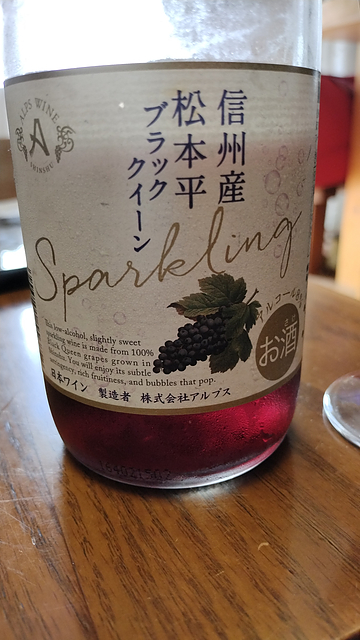 ALPS WINE
A
SHINSHU
信州産
松本平
ブラック
クイーン
Sparkling
This low-alcohol, slightly sweet
sparkling wine is made from 100%
Black Queen grapes grown in
Shinshu. You will enjoy its subtle
rich fruitiness, and bubbles that pop.
アルコール
お酒
日本ワイン 製造者 株式会社アルプス